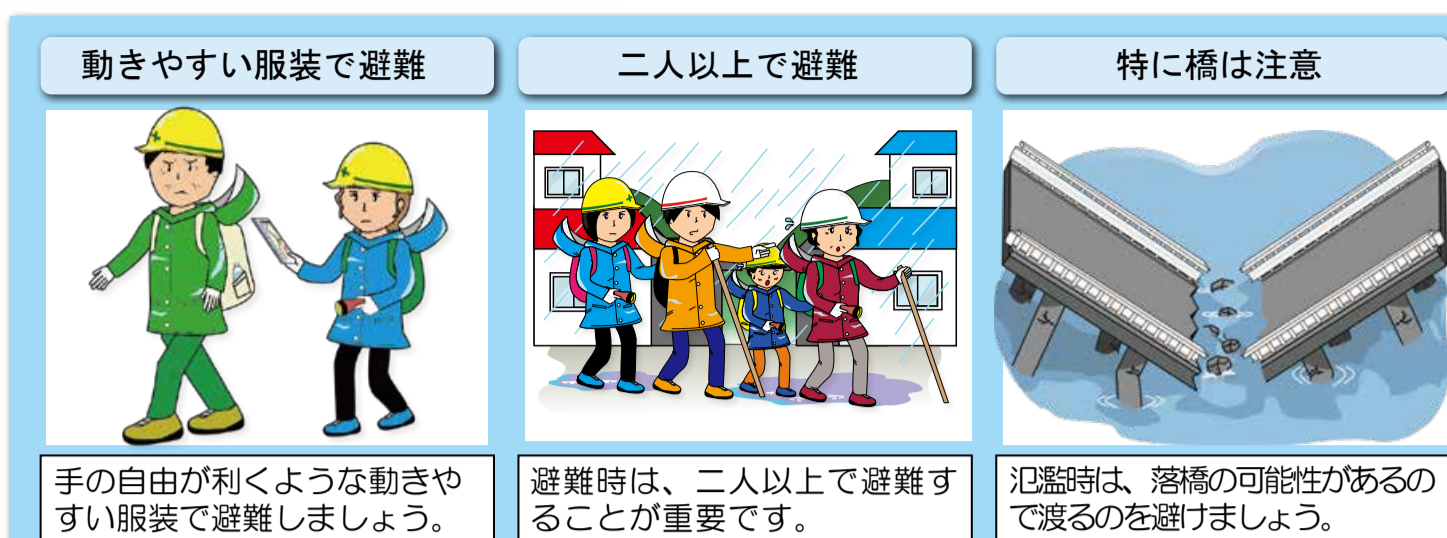 動きやすい服装で避難
手の自由が利くような動きや
すい服装で避難しましょう。
二人以上で避難
避難時は、二人以上で避難す
ることが重要です。
特に橋は注意
氾濫時は、落橋の可能性があるの
で渡るのを避けましょう。